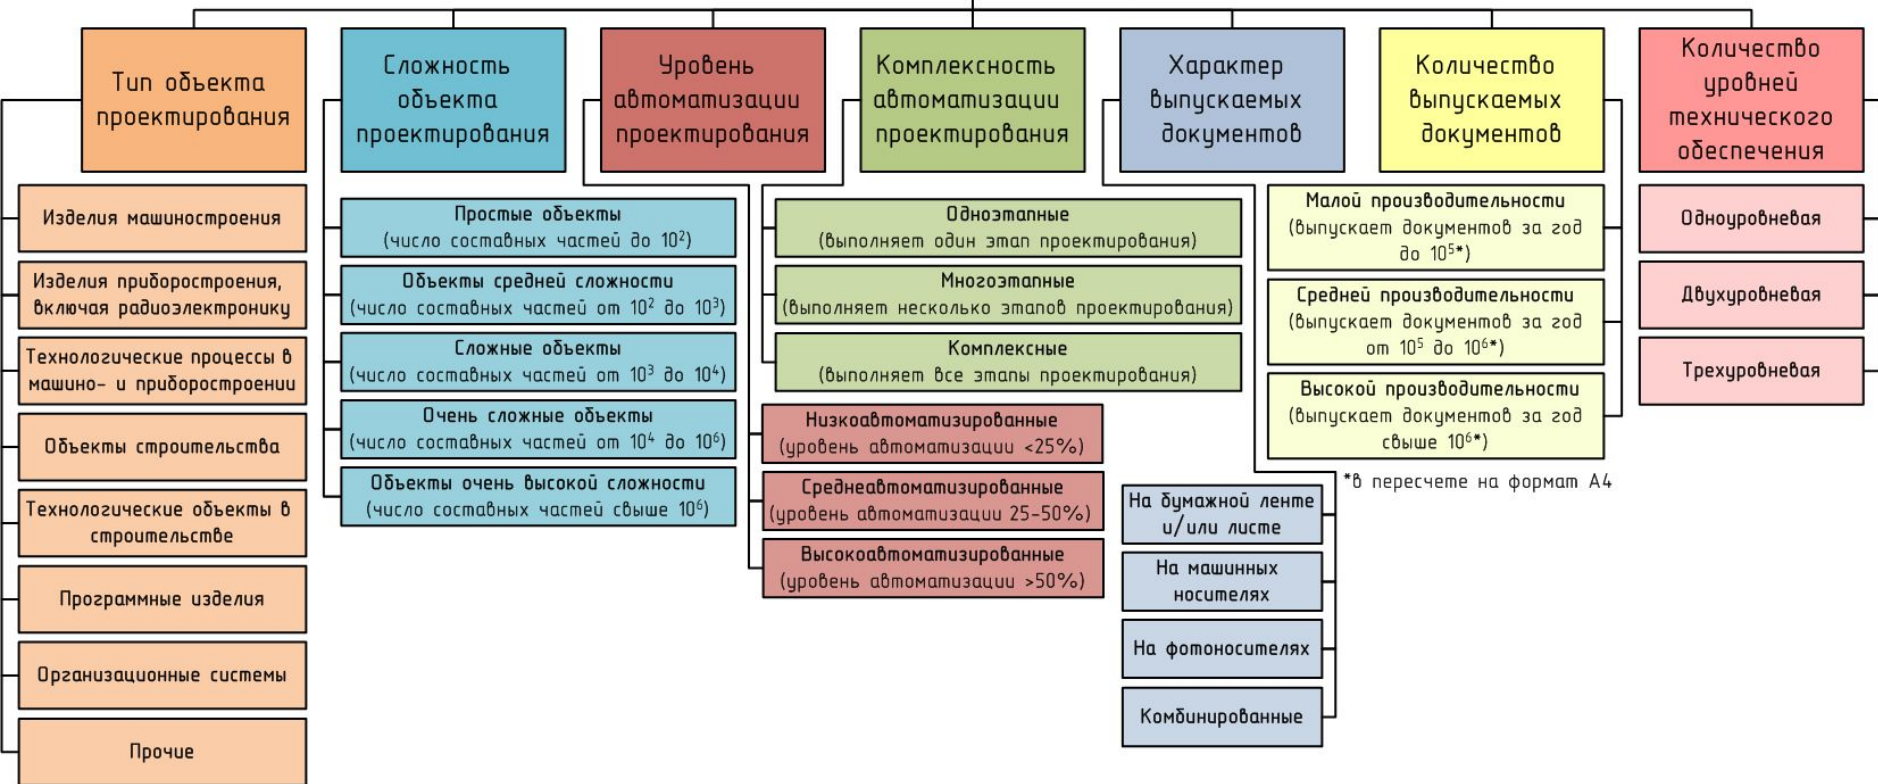 Тип объекта
проектирования
Изделия машиностроения
Изделия приборостроения,
включая радиоэлектронику
Технологические процессы в
машино- и приборостроении
Объекты строительства
Технологические объекты в
строительстве
Программные изделия
Организационные системы
Прочие
Сложность
объекта
проектирования
Простые объекты
(число составных частей до 10²)
Объекты средней сложности
(число составных частей от 10² до 10³)
Сложные объекты
(число составных частей от 10³ до 10⁴)
Очень сложные объекты
(число составных частей от 10⁴ до 10⁶)
Объекты очень высокой сложности
(число составных частей свыше 10⁶)
Уровень
автоматизации
проектирования
Низкоавтоматизированные
(уровень автоматизации <25%)
Среднеавтоматизированные
(уровень автоматизации 25-50%)
Высокоавтоматизированные
(уровень автоматизации >50%)
Комплексность
автоматизации
проектирования
Одноэтапные
(выполняет один этап проектирования)
Многоэтапные
(выполняет несколько этапов проектирования)
Комплексные
(выполняет все этапы проектирования)
Характер
выпускаемых
документов
На бумажной ленте
и/или листе
На машинных
носителях
На фотоносителях
Комбинированные
Количество
выпускаемых
документов
Малой производительности
(выпускает документов за год
до 10⁵*)
Средней производительности
(выпускает документов за год
от 10⁵ до 10⁶*)
Высокой производительности
(выпускает документов за год
свыше 10⁶*)
*в пересчете на формат А4
Количество
уровней
технического
обеспечения
Одноуровневая
Двухуровневая
Трехуровневая